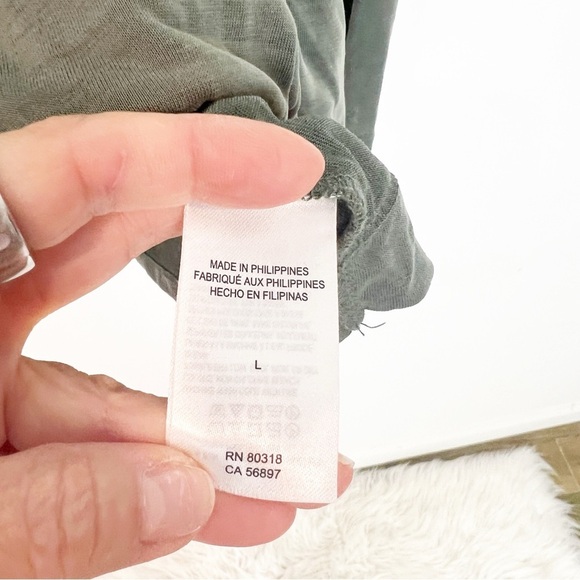 MADE IN PHILIPPINES
FABRIQUÉ AUX PHILIPPINES
HECHO EN FILIPINAS
L
RN 80318
CA 56897